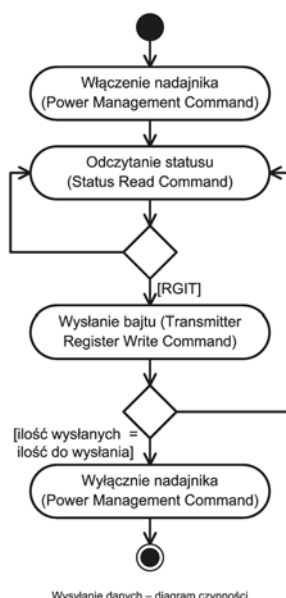 Włączenie nadajnika
(Power Management Command)
Odczytanie statusu
(Status Read Command)
[RGIT]
Wysłanie bajtu (Transmitter
Register Write Command)
[ilość wysłanych =
ilość do wysłania]
Wyłącznie nadajnika
(Power Management Command)
Wysyłanie danych – diagram czynności